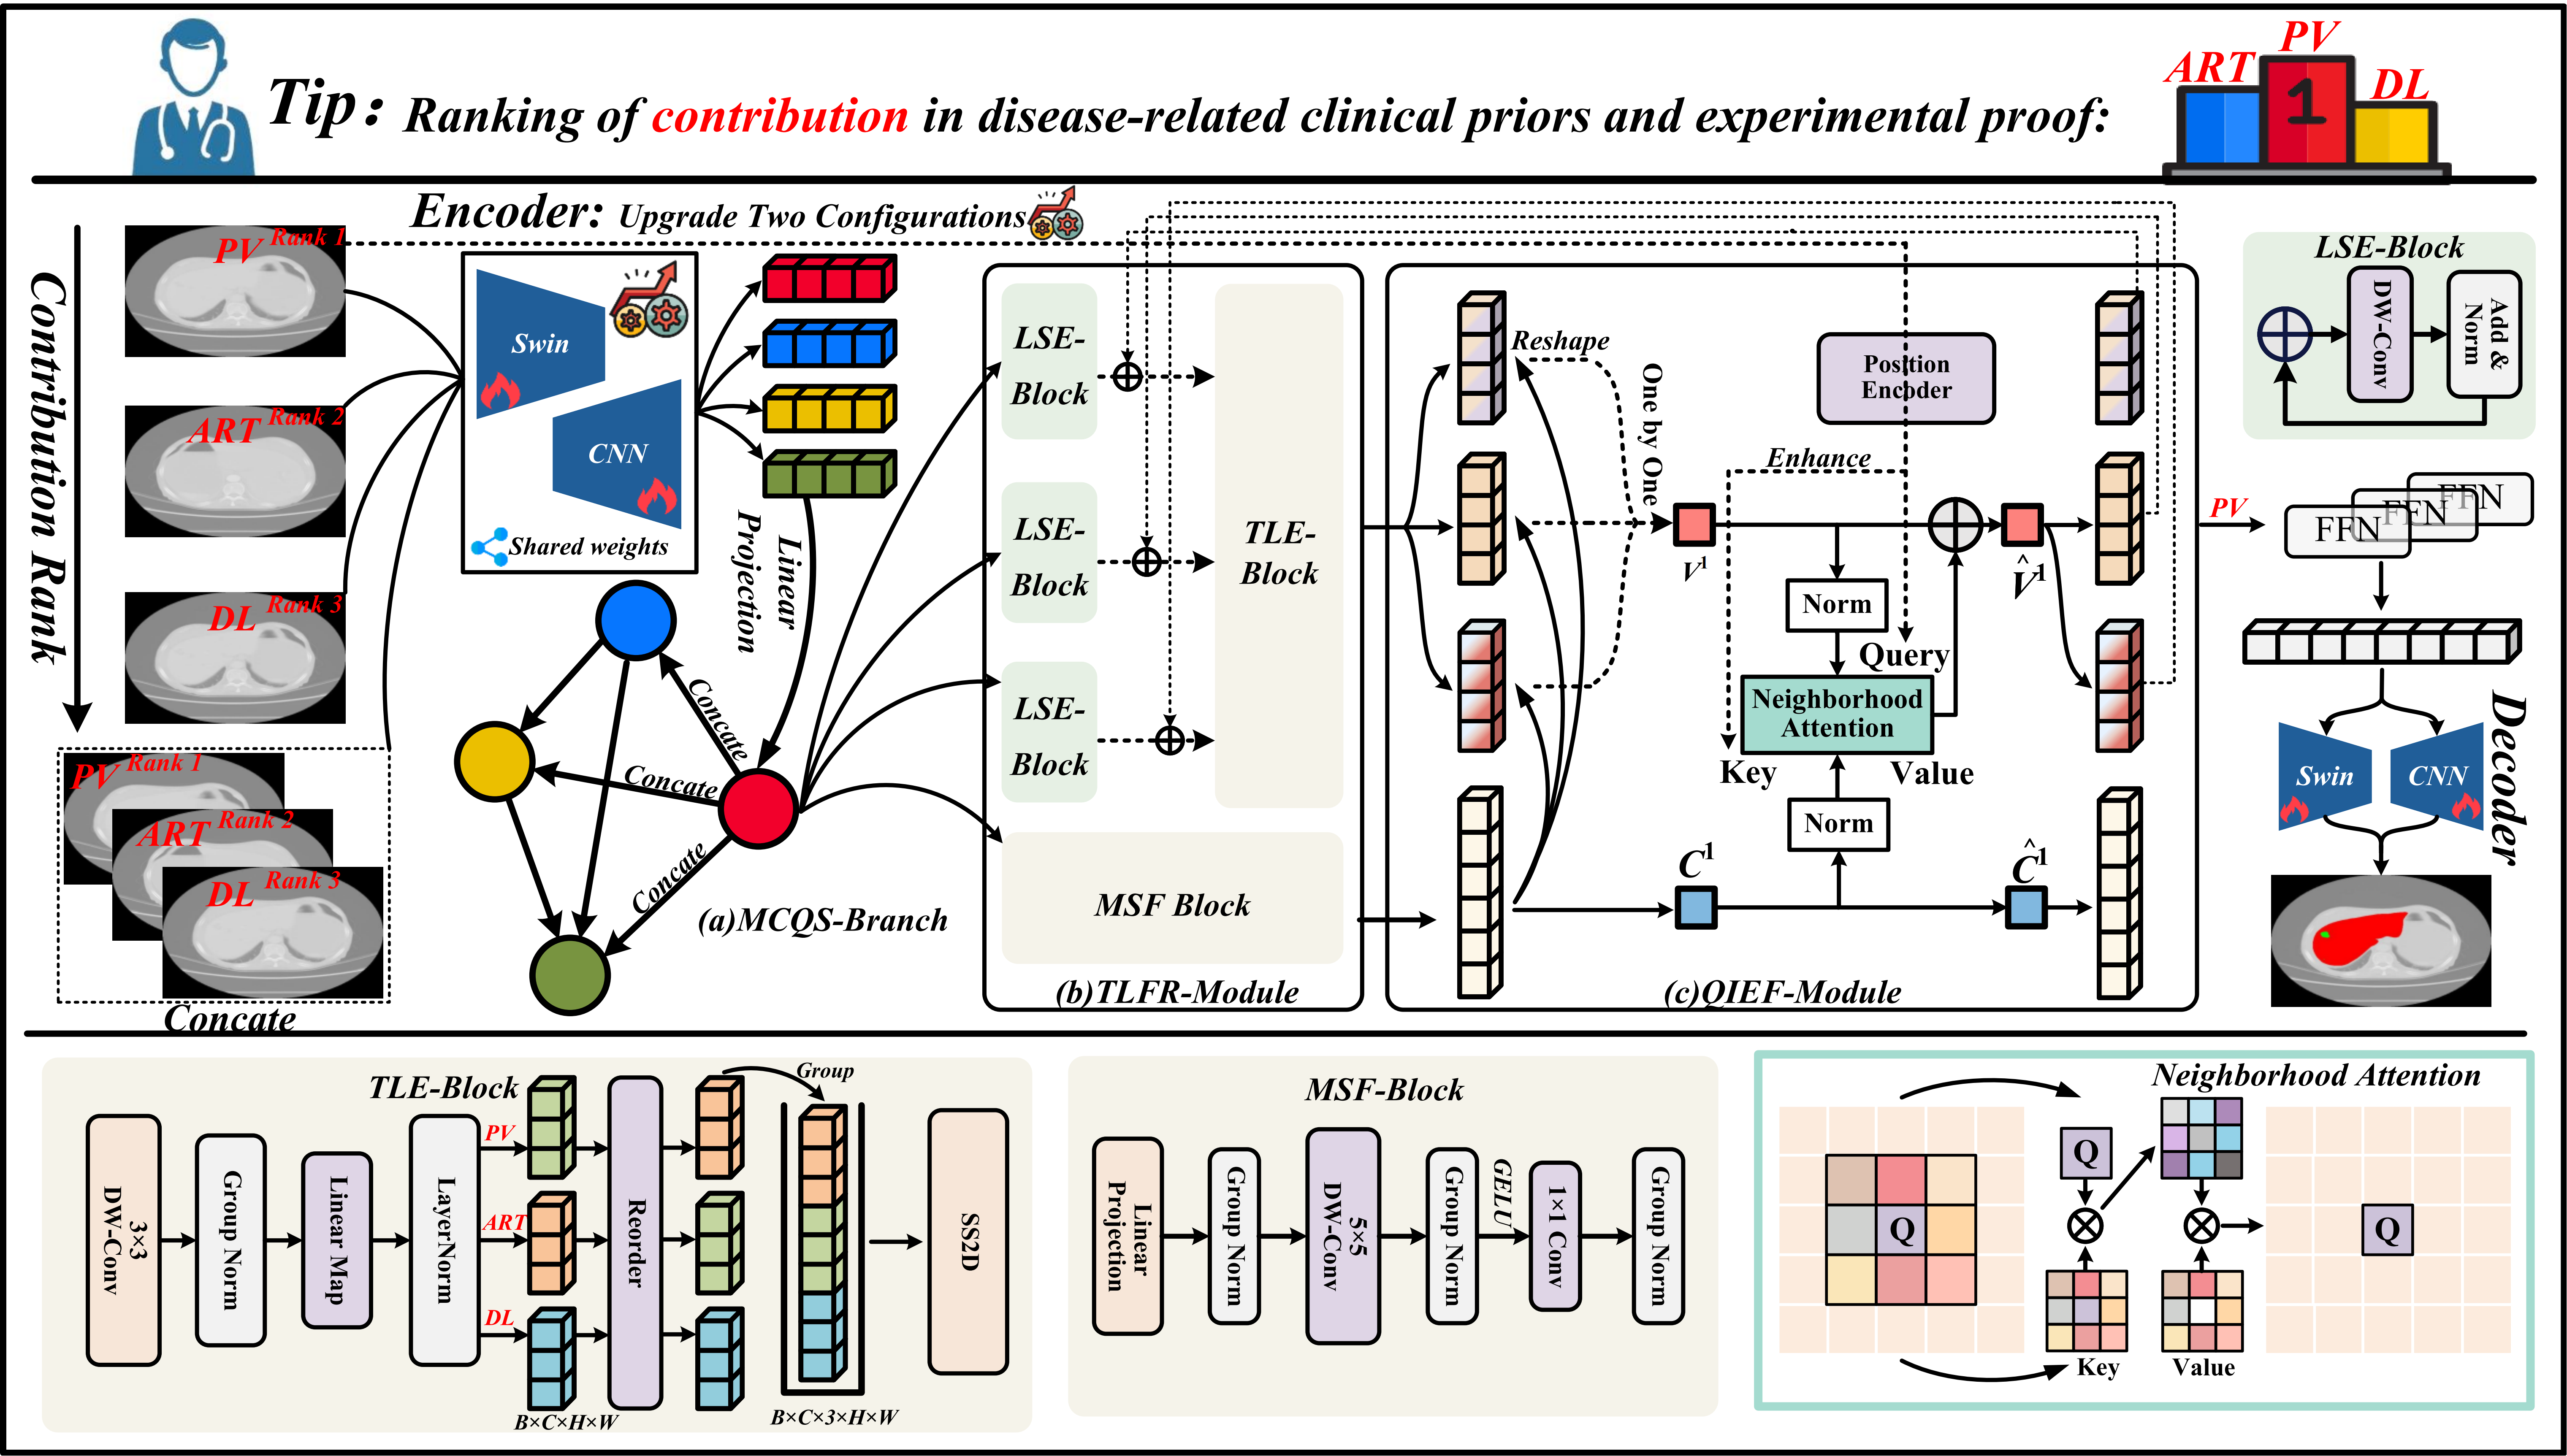 Tip: Ranking of contribution in disease-related clinical priors and experimental proof:
ART
PV
DL
1
Encoder: Upgrade Two Configurations
Contribution Rank
PV Rank 1
ART Rank 2
DL Rank 3
PV Rank 1
ART Rank 2
DL Rank 3
Concate
Swin
CNN
Shared weights
Linear
Projection
Concate
Concate
Concate
(a)MCQS-Branch
LSE-
Block
LSE-
Block
LSE-
Block
TLE-
Block
MSF Block
(b)TLFR-Module
Reshape
One by One
Position
Encoder
Enhance
V1
Norm
Query
Neighborhood
Attention
Key
Value
Norm
C1
V̂1
Ĉ1
(c)QIEF-Module
LSE-Block
DW-Conv
Add &
Norm
PV
FFN
FFN
FFN
Decoder
Swin
CNN
TLE-Block
3×3
DW-Conv
Group Norm
Linear Map
LayerNorm
PV
ART
DL
B×C×H×W
Reorder
Group
B×C×3×H×W
SS2D
MSF-Block
Linear
Projection
Group Norm
5×5
DW-Conv
Group Norm
GELU
1×1 Conv
Group Norm
Neighborhood Attention
Q
Q
Q
Key
Value